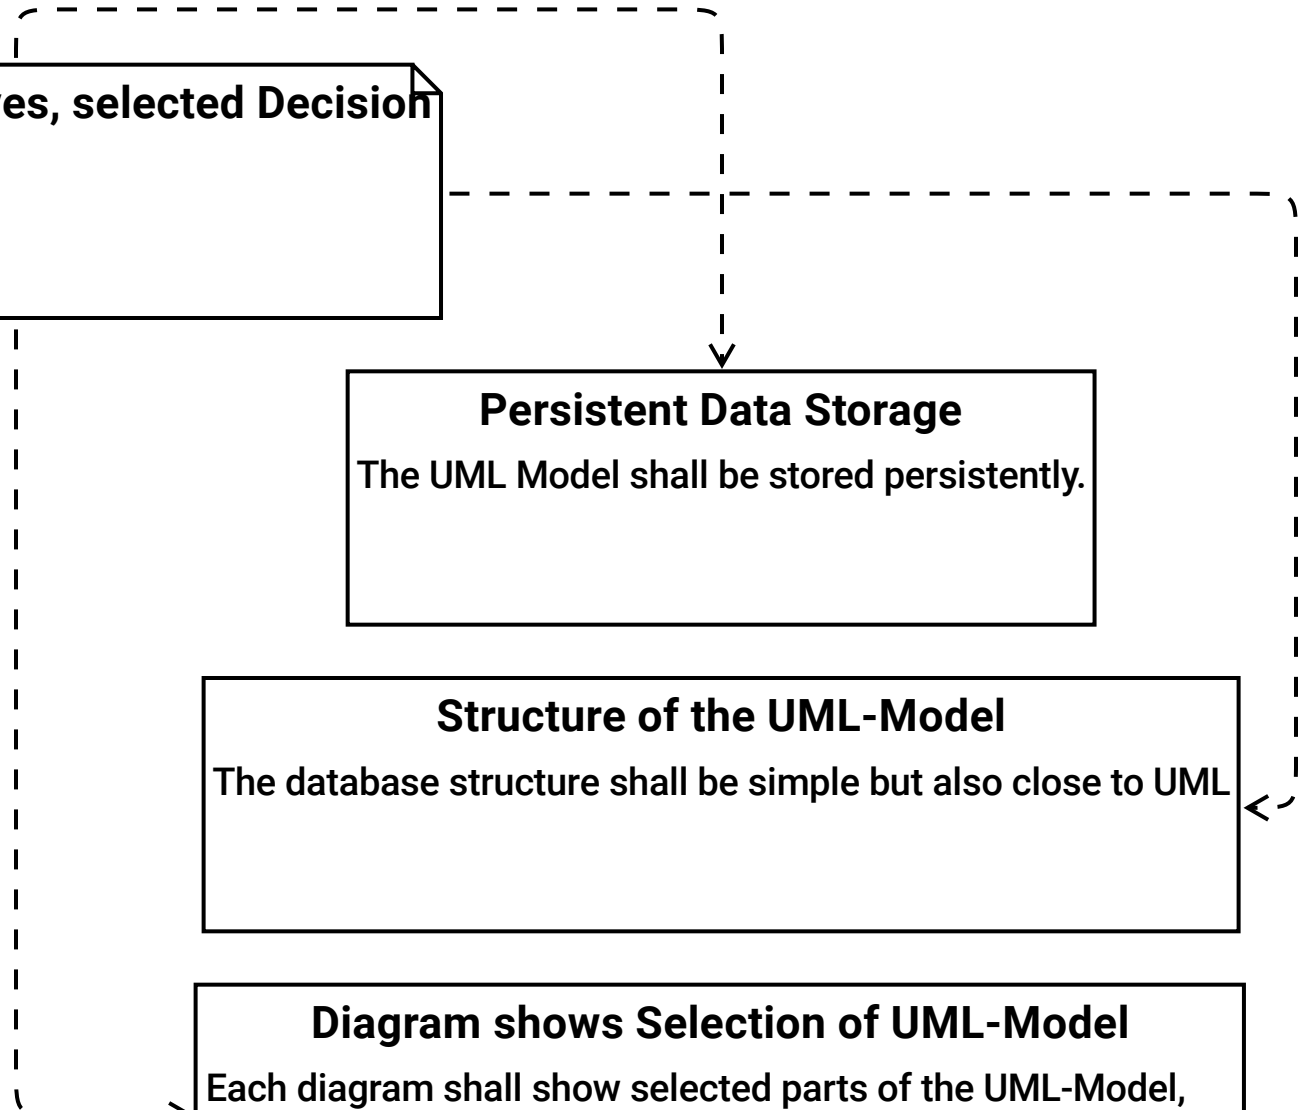 es, selected Decision
Persistent Data Storage
The UML Model shall be stored persistently.
Structure of the UML-Model
The database structure shall be simple but also close to UML
Diagram shows Selection of UML-Model
Each diagram shall show selected parts of the UML-Model,